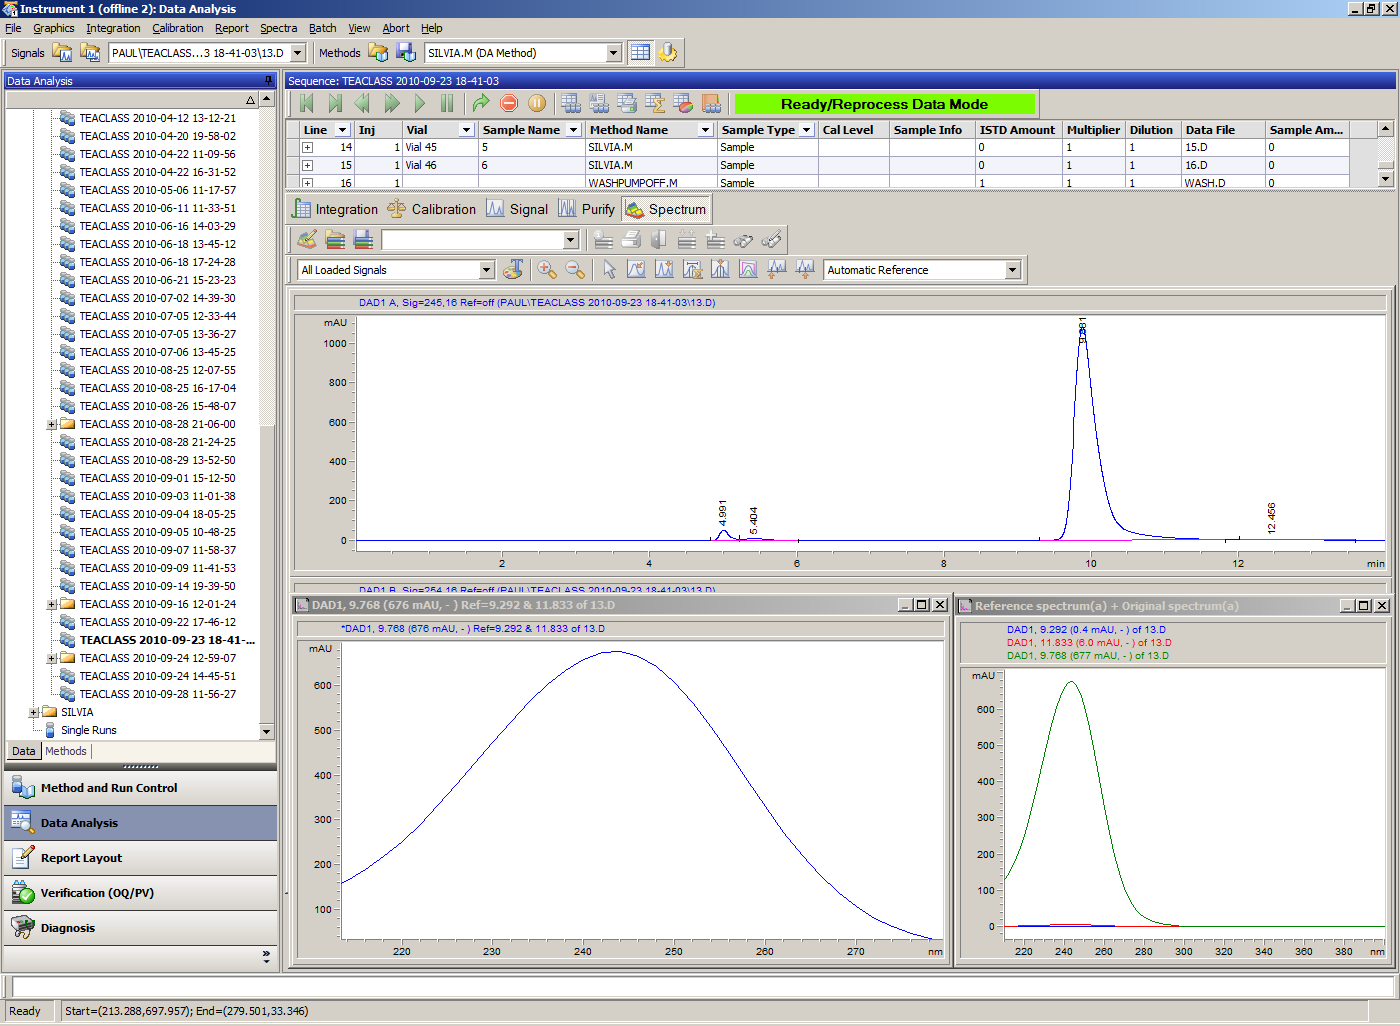 Instrument 1 (offline 2): Data Analysis
File Graphics Integration Calibration Report Spectra Batch View Abort Help
Signals PAUL\TEACLASS...3 18-41-03\13.D Methods SILVIA.M (DA Method)
Data Analysis
TEACLASS 2010-04-12 13-12-21
TEACLASS 2010-04-20 19-58-02
TEACLASS 2010-04-22 11-09-56
TEACLASS 2010-04-22 16-31-52
TEACLASS 2010-05-06 11-17-57
TEACLASS 2010-06-11 11-33-51
TEACLASS 2010-06-16 14-03-29
TEACLASS 2010-06-18 13-45-12
TEACLASS 2010-06-18 17-24-28
TEACLASS 2010-06-21 15-23-23
TEACLASS 2010-07-02 14-39-30
TEACLASS 2010-07-05 12-33-44
TEACLASS 2010-07-05 13-36-27
TEACLASS 2010-07-06 13-45-25
TEACLASS 2010-08-25 12-07-55
TEACLASS 2010-08-25 16-17-04
TEACLASS 2010-08-26 15-48-07
TEACLASS 2010-08-28 21-06-00
TEACLASS 2010-08-28 21-24-25
TEACLASS 2010-08-29 13-52-50
TEACLASS 2010-09-01 15-12-50
TEACLASS 2010-09-03 11-01-38
TEACLASS 2010-09-04 18-05-25
TEACLASS 2010-09-05 10-48-25
TEACLASS 2010-09-07 11-58-37
TEACLASS 2010-09-09 11-41-53
TEACLASS 2010-09-14 19-39-50
TEACLASS 2010-09-16 12-01-24
TEACLASS 2010-09-22 17-46-12
TEACLASS 2010-09-23 18-41-...
TEACLASS 2010-09-24 12-59-07
TEACLASS 2010-09-24 14-45-51
TEACLASS 2010-09-28 11-56-27
SILVIA
Single Runs
Data Methods
Method and Run Control
Data Analysis
Report Layout
Verification (OQ/PV)
Diagnosis
Sequence: TEACLASS 2010-09-23 18-41-03
Ready/Reprocess Data Mode
Line Inj Vial Sample Name Method Name Sample Type Cal Level Sample Info ISTD Amount Multiplier Dilution Data File Sample Am...
14 1 Vial 45 5 SILVIA.M Sample 0 1 1 15.D 0
15 1 Vial 46 6 SILVIA.M Sample 0 1 1 16.D 0
16 1 WASHPUMPOFF.M Sample 1 1 1 WASH.D 0
Integration Calibration Signal Purify Spectrum
All Loaded Signals Automatic Reference
DAD1 A, Sig=245,16 Ref=off (PAUL\TEACLASS 2010-09-23 18-41-03\13.D)
mAU
1000
800
600
400
200
0
4.991
5.404
9.881
12.456
2 4 6 8 10 12 min
DAD1 B, Sig=254,16 Ref=off (PAUL\TEACLASS 2010-09-23 18-41-03\13.D)
DAD1, 9.768 (676 mAU, - ) Ref=9.292 & 11.833 of 13.D
*DAD1, 9.768 (676 mAU, - ) Ref=9.292 & 11.833 of 13.D
mAU
600
500
400
300
200
100
220 230 240 250 260 270 nm
Reference spectrum(a) + Original spectrum(a)
DAD1, 9.292 (0.4 mAU, - ) of 13.D
DAD1, 11.833 (6.0 mAU, - ) of 13.D
DAD1, 9.768 (677 mAU, - ) of 13.D
mAU
600
500
400
300
200
100
0
220 240 260 280 300 320 340 360 380 nm
Ready Start=(213.288,697.957); End=(279.501,33.346)